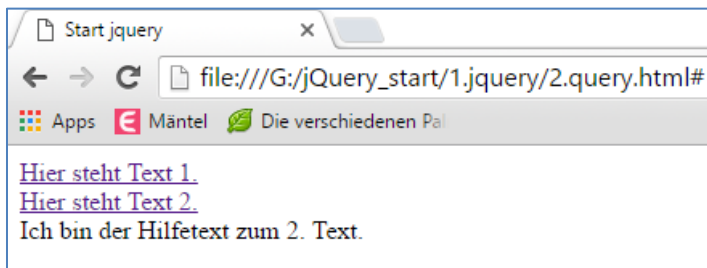 Start jquery
file:///G:/jQuery_start/1.jquery/2.query.html#
Apps Mäntel Die verschiedenen
Hier steht Text 1.
Hier steht Text 2.
Ich bin der Hilfetext zum 2. Text.